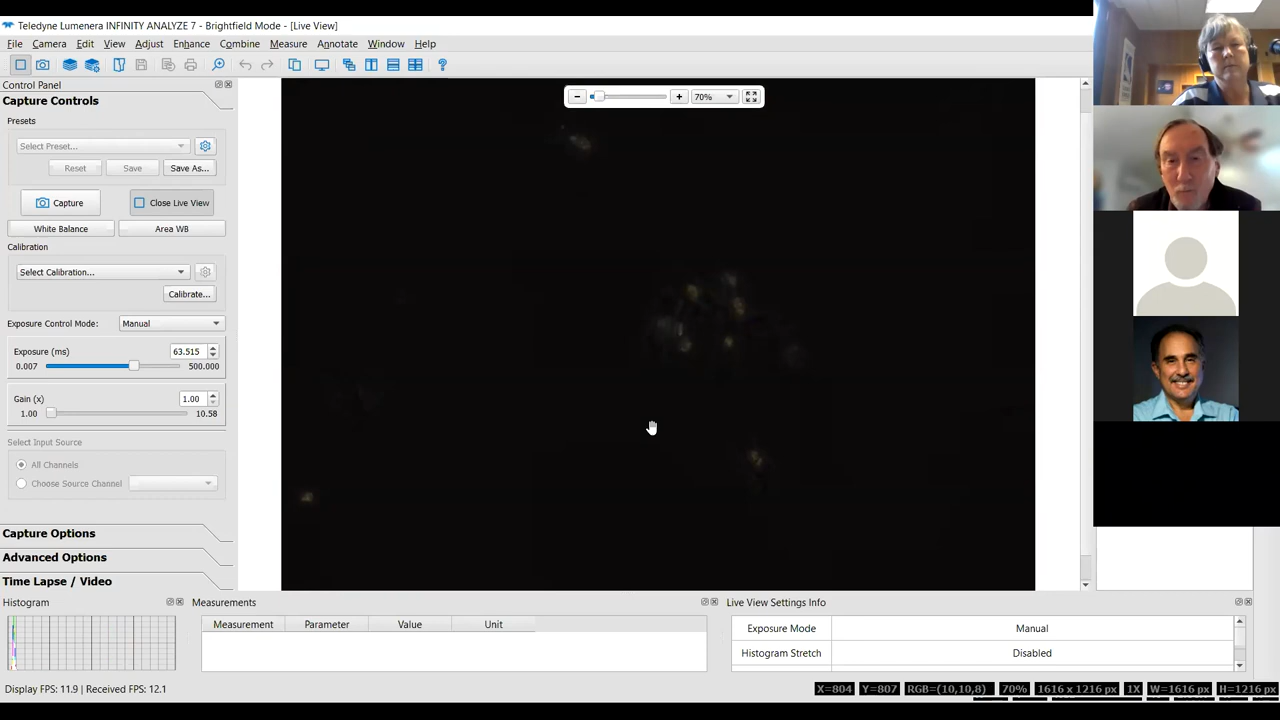 Teledyne Lumenera INFINITY ANALYZE 7 - Brightfield Mode - [Live View]
File Camera Edit View Adjust Enhance Combine Measure Annotate Window Help
Control Panel
Capture Controls
70%
Presets
Select Preset...
Reset Save Save As...
Capture Close Live View
White Balance Area WB
Calibration
Select Calibration...
Calibrate...
Exposure Control Mode: Manual
Exposure (ms) 63.515
0.007 500.000
Gain (x) 1.00
1.00 10.58
Select Input Source
All Channels
Choose Source Channel
Capture Options
Advanced Options
Time Lapse / Video
Histogram Measurements Live View Settings Info
Measurement Parameter Value Unit
Exposure Mode Manual
Histogram Stretch Disabled
Display FPS: 11.9 | Received FPS: 12.1
X=804 Y=807 RGB=(10,10,8) 70% 1616 x 1216 px 1X W=1616 px H=1216 px